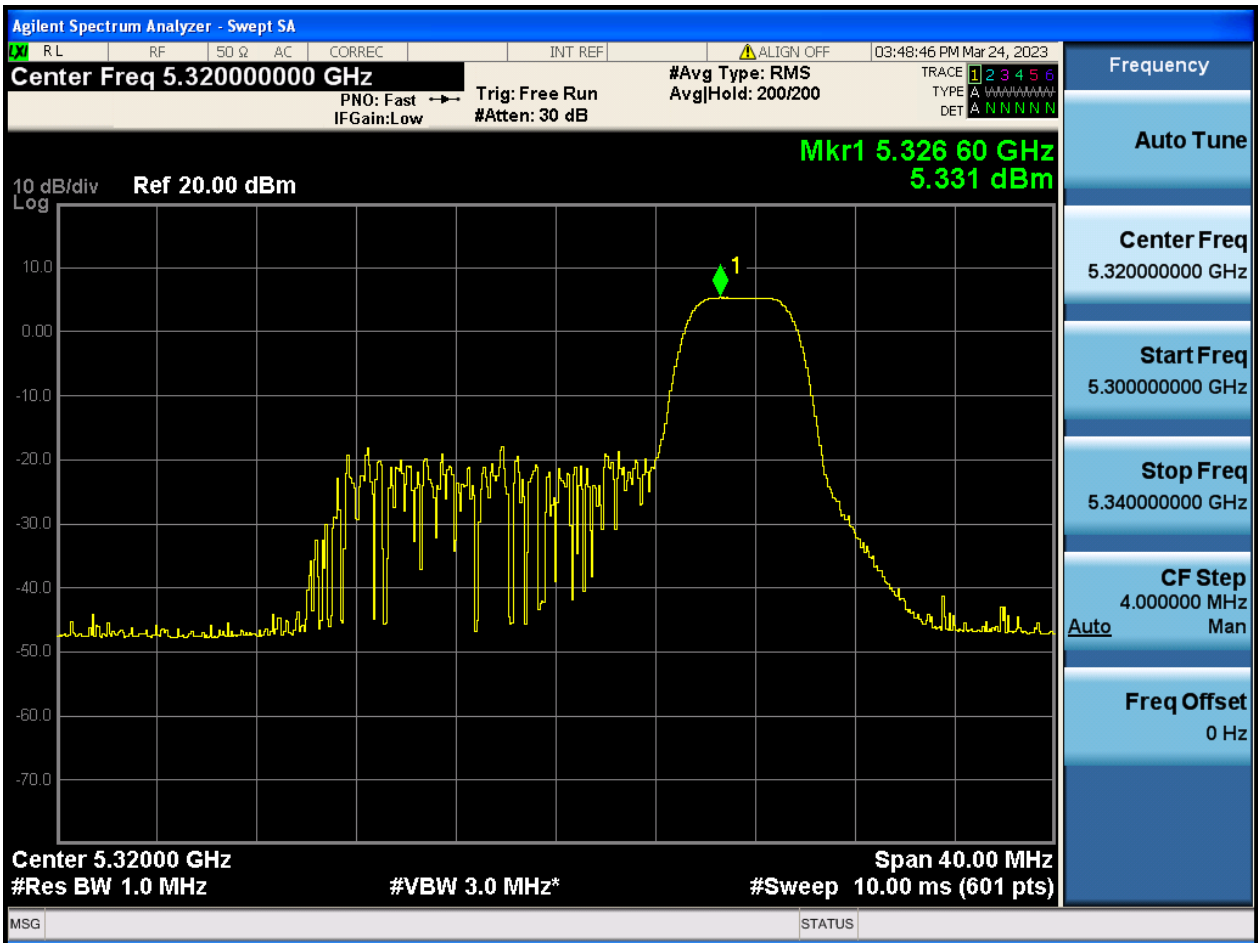 Agilent Spectrum Analyzer - Swept SA
LXI RL RF 50 Ω AC CORREC INT REF ALIGN OFF 03:48:46 PM Mar 24, 2023
Center Freq 5.320000000 GHz
PNO: Fast
IFGain:Low
Trig: Free Run
#Atten: 30 dB
#Avg Type: RMS
Avg|Hold: 200/200
TRACE 1 2 3 4 5 6
TYPE A WWWWWWW
DET A N N N N N
Mkr1 5.326 60 GHz
5.331 dBm
10 dB/div Ref 20.00 dBm
Log
1
10.0
0.00
-10.0
-20.0
-30.0
-40.0
-50.0
-60.0
-70.0
Center 5.32000 GHz Span 40.00 MHz
#Res BW 1.0 MHz #VBW 3.0 MHz* #Sweep 10.00 ms (601 pts)
MSG STATUS
Frequency
Auto Tune
Center Freq
5.320000000 GHz
Start Freq
5.300000000 GHz
Stop Freq
5.340000000 GHz
CF Step
4.000000 MHz
Auto Man
Freq Offset
0 Hz